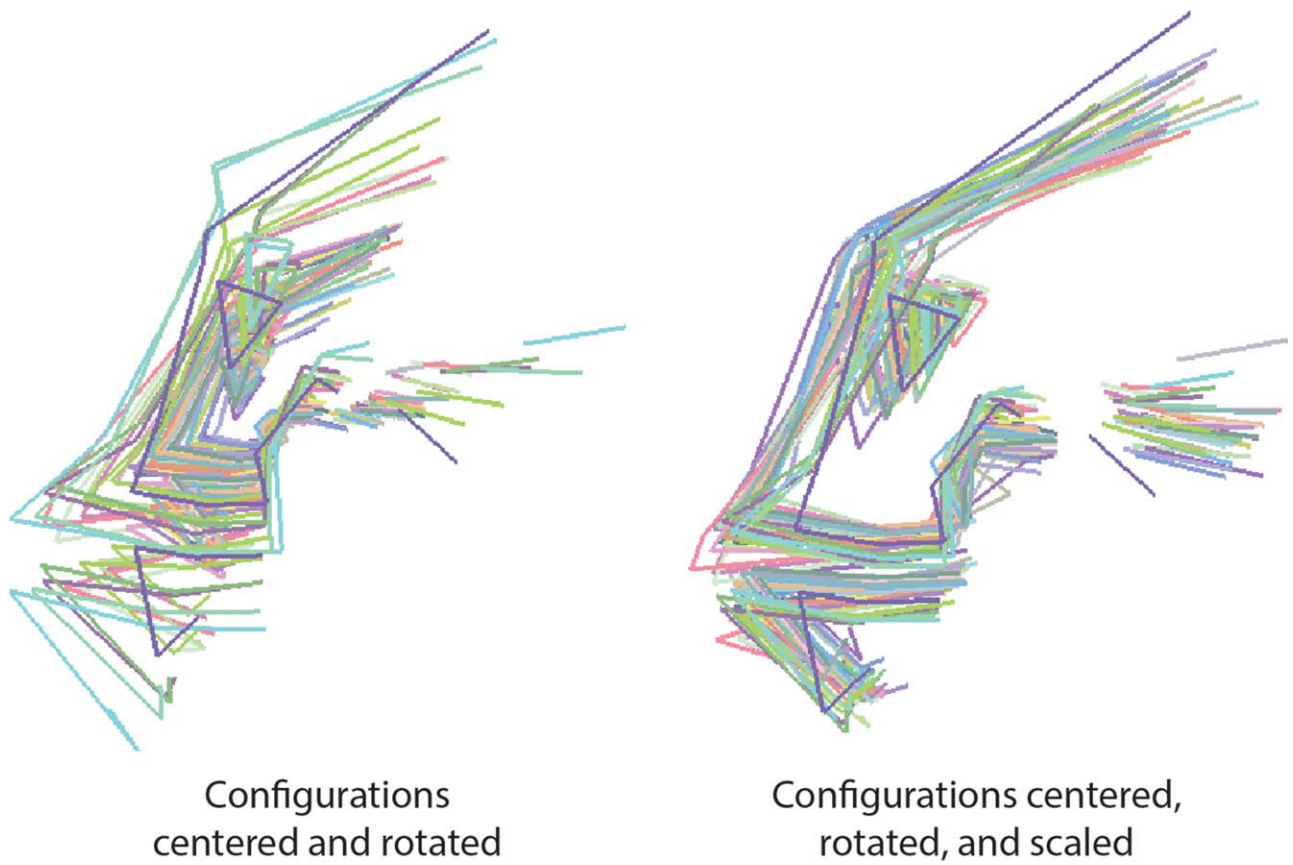 Configurations
centered and rotated
Configurations centered,
rotated, and scaled